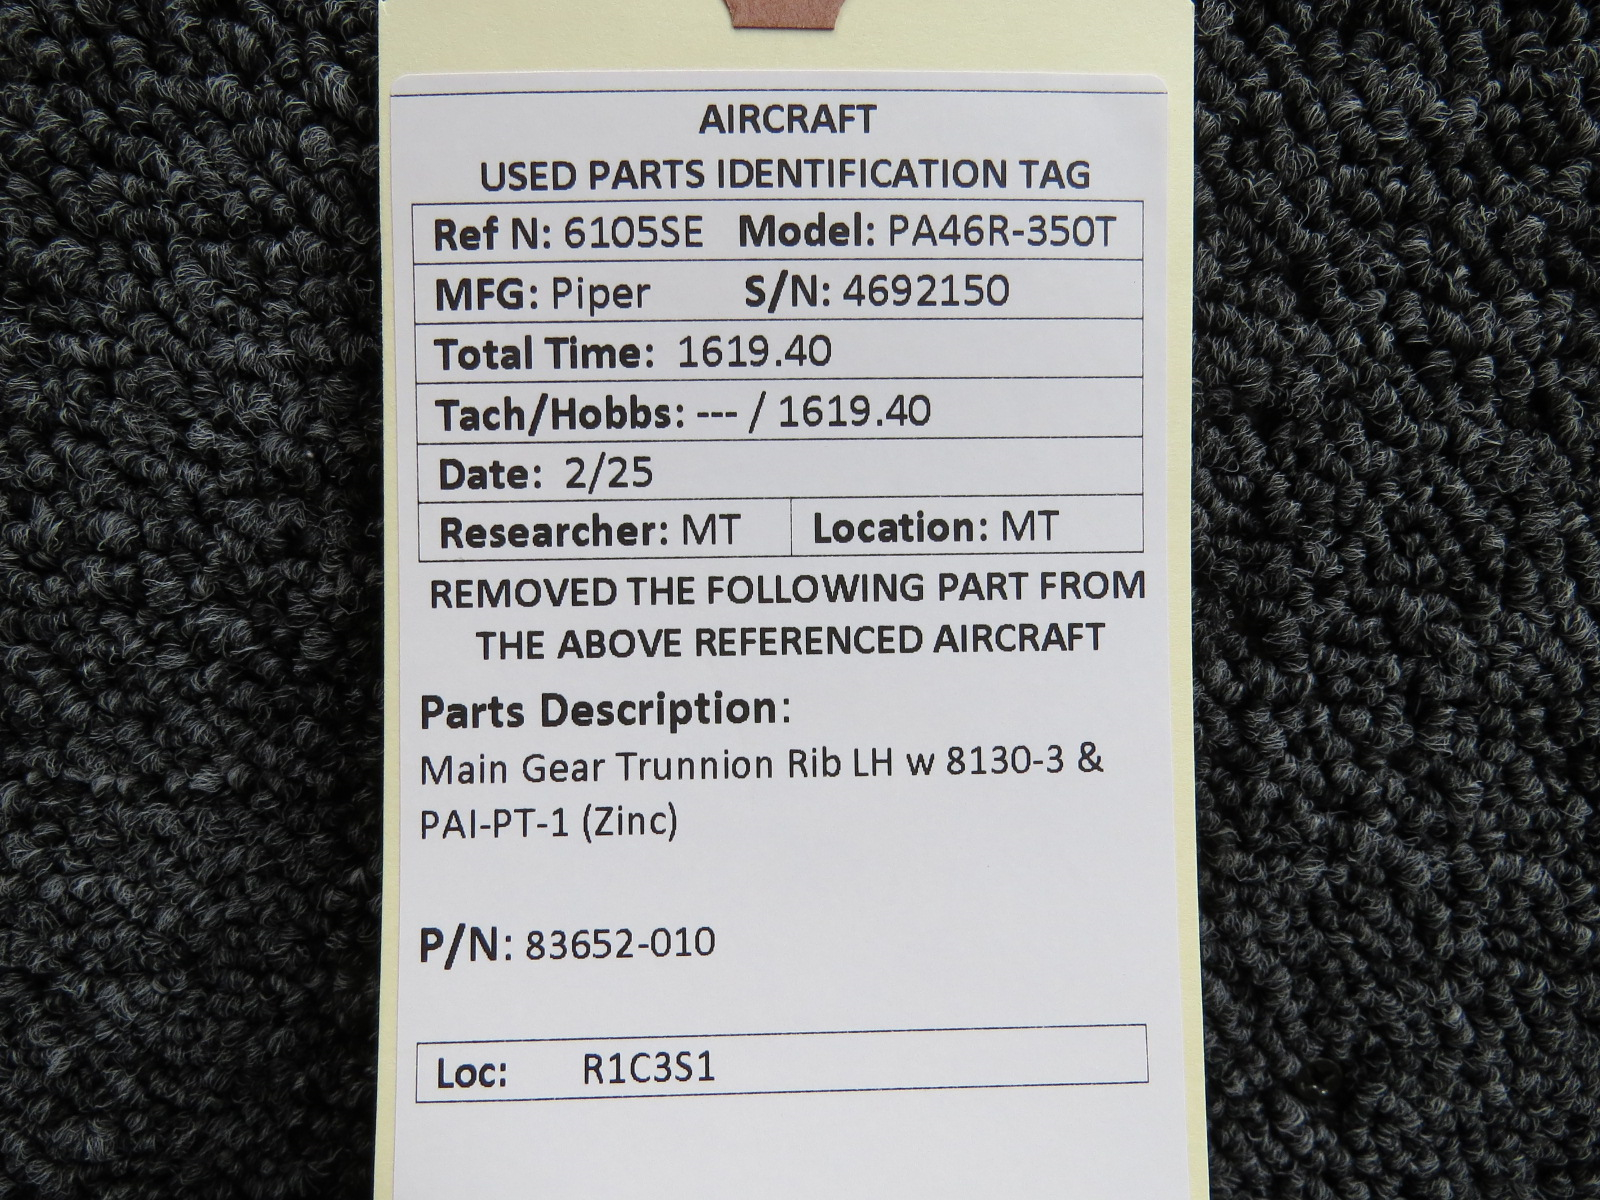 AIRCRAFT
USED PARTS IDENTIFICATION TAG
Ref N: 6105SE Model: PA46R-350T
MFG: Piper S/N: 4692150
Total Time: 1619.40
Tach/Hobbs: --- / 1619.40
Date: 2/25
Researcher: MT Location: MT
REMOVED THE FOLLOWING PART FROM
THE ABOVE REFERENCED AIRCRAFT
Parts Description:
Main Gear Trunnion Rib LH w 8130-3 &
PAI-PT-1 (Zinc)
P/N: 83652-010
Loc: R1C3S1